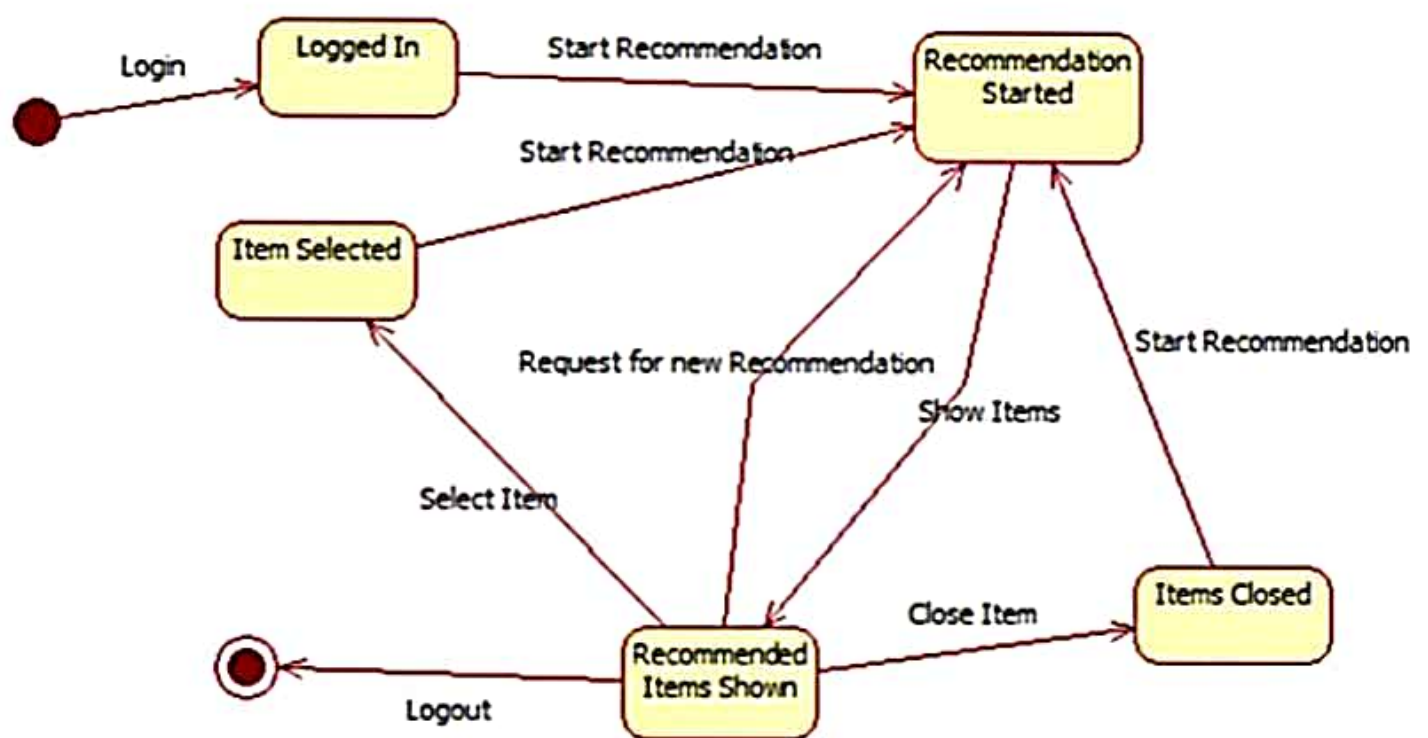 Login
Logged In
Start Recommendation
Recommendation
Started
Start Recommendation
Item Selected
Request for new Recommendation
Start Recommendation
Show Items
Select Item
Items Closed
Close Item
Recommended
Items Shown
Logout